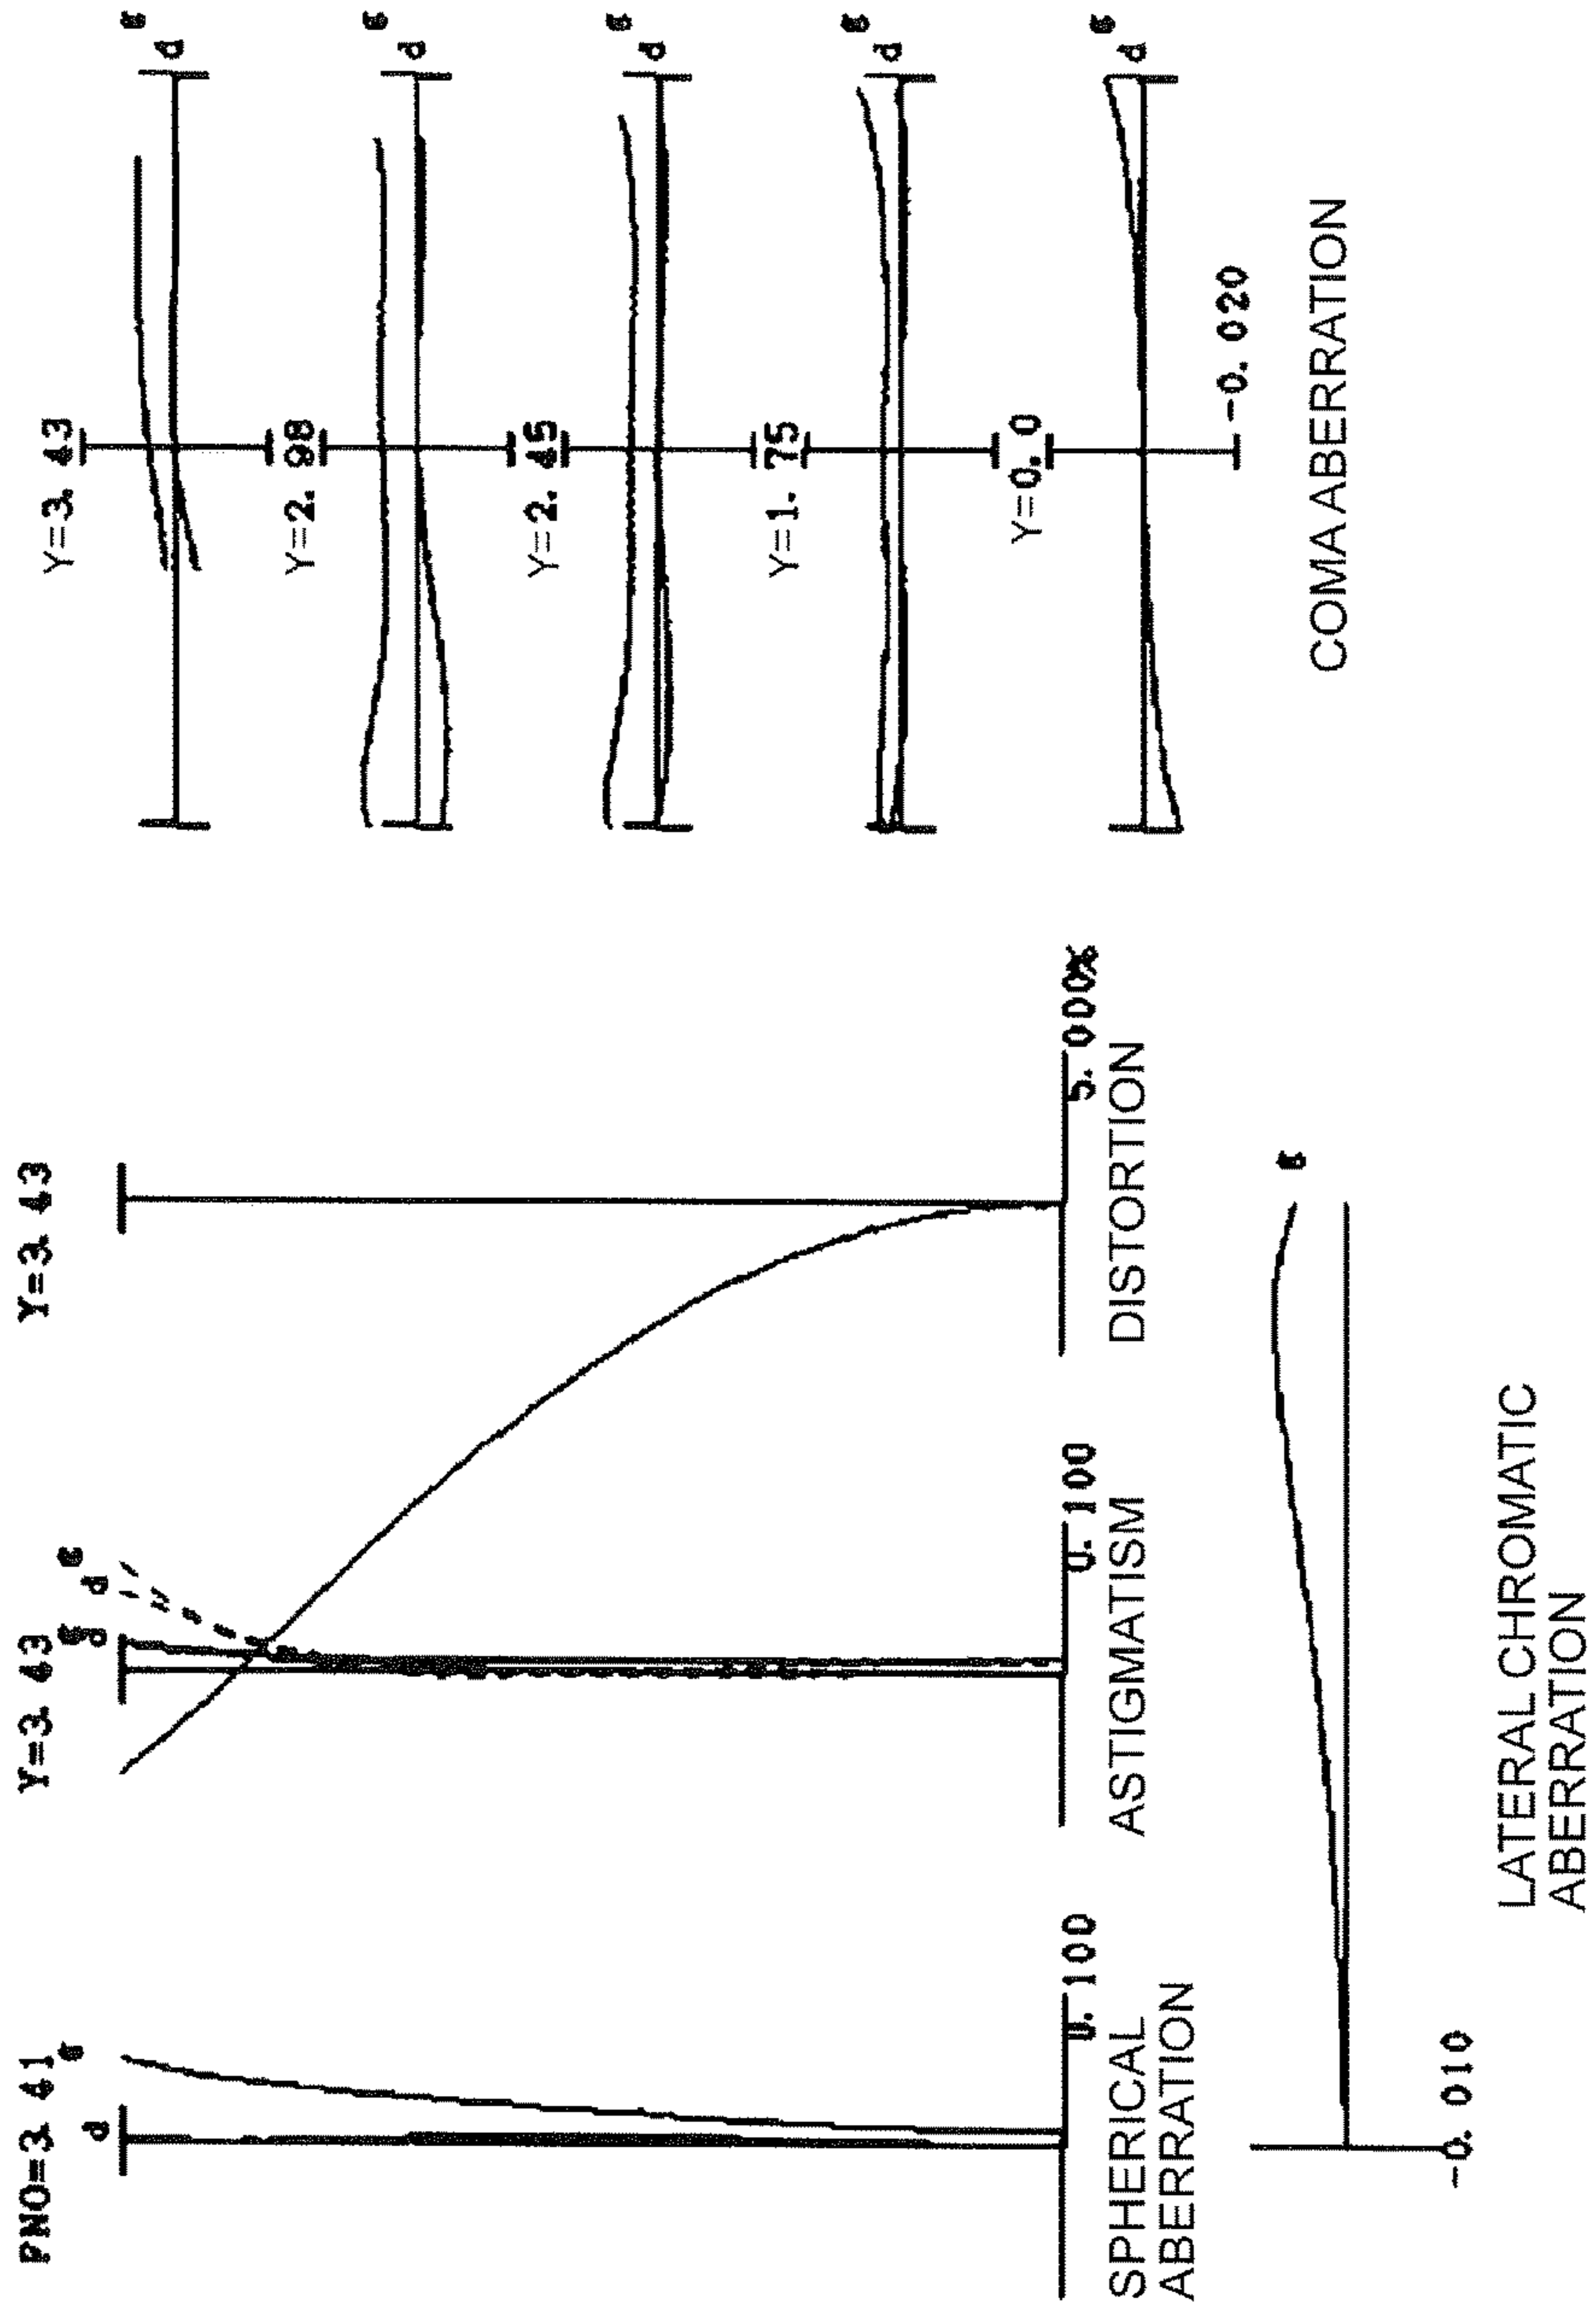 FNO=3. 41
d
g
SPHERICAL
ABERRATION
0. 100
Y=3. 43
d
g
d
g
ASTIGMATISM
0. 100
Y=3. 43
DISTORTION
5. 000%
g
-0. 010
LATERAL CHROMATIC
ABERRATION
Y=3. 43
g
d
Y=2. 98
g
d
Y=2. 45
g
d
Y=1. 75
g
d
Y=0. 0
g
d
-0. 020
COMA ABERRATION